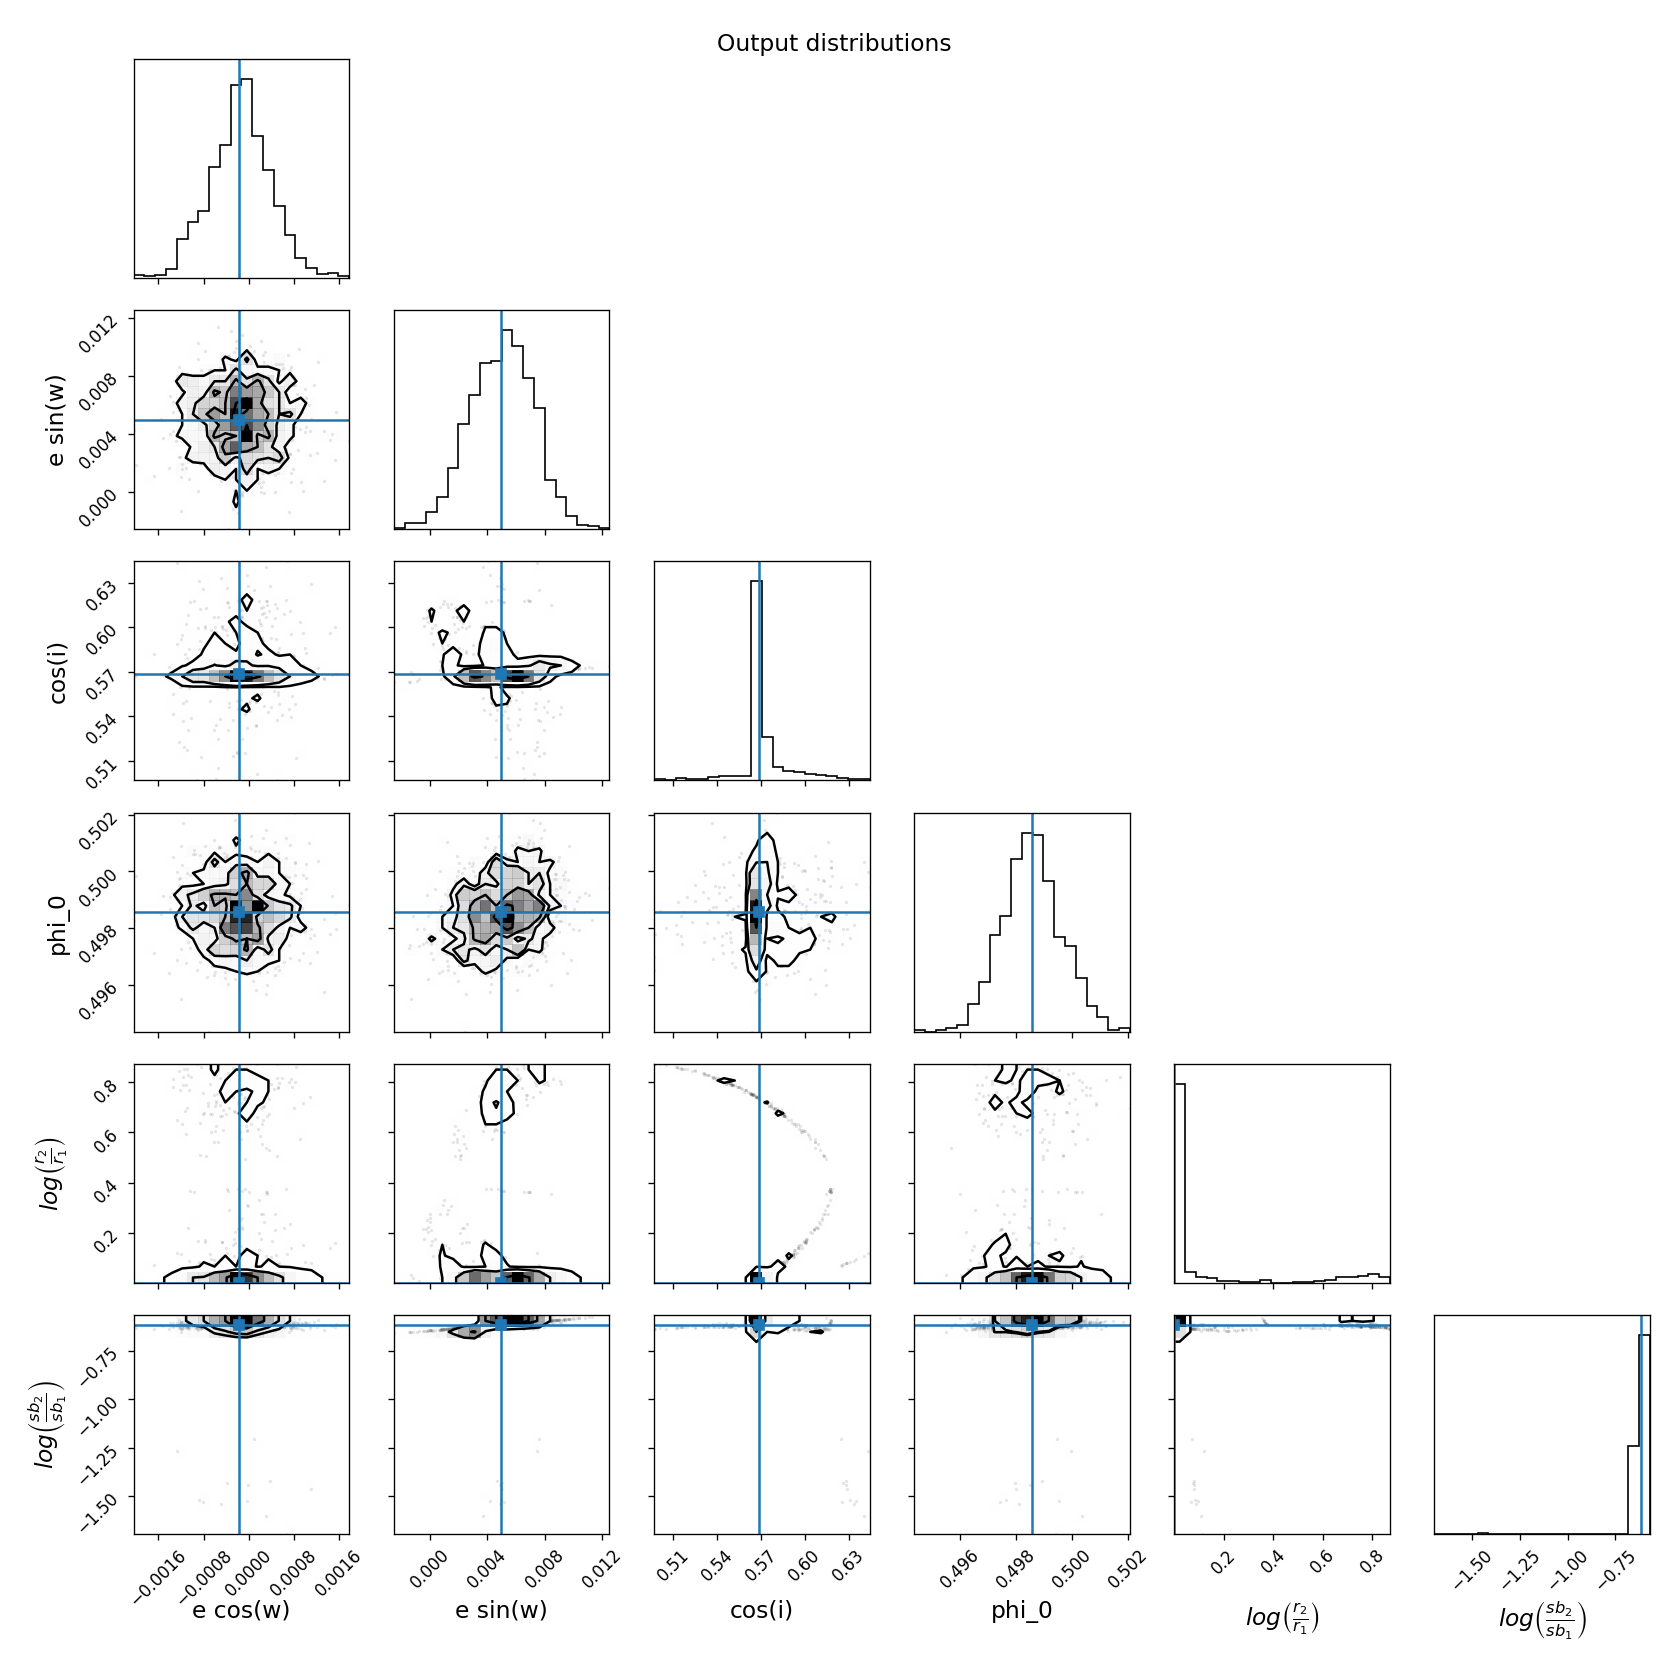 Output distributions
0.012
0.008
0.004
0.000
e sin(w)
0.63
0.60
0.57
0.54
0.51
cos(i)
0.502
0.500
0.498
0.496
phi_0
0.8
0.6
0.4
0.2
log(r₂/r₁)
−0.75
−1.00
−1.25
−1.50
log(sb₂/sb₁)
−0.0016 −0.0008 0.0000 0.0008 0.0016
e cos(w)
0.000 0.004 0.008 0.012
e sin(w)
0.51 0.54 0.57 0.60 0.63
cos(i)
0.496 0.498 0.500 0.502
phi_0
0.2 0.4 0.6 0.8
log(r₂/r₁)
−1.50 −1.25 −1.00 −0.75
log(sb₂/sb₁)